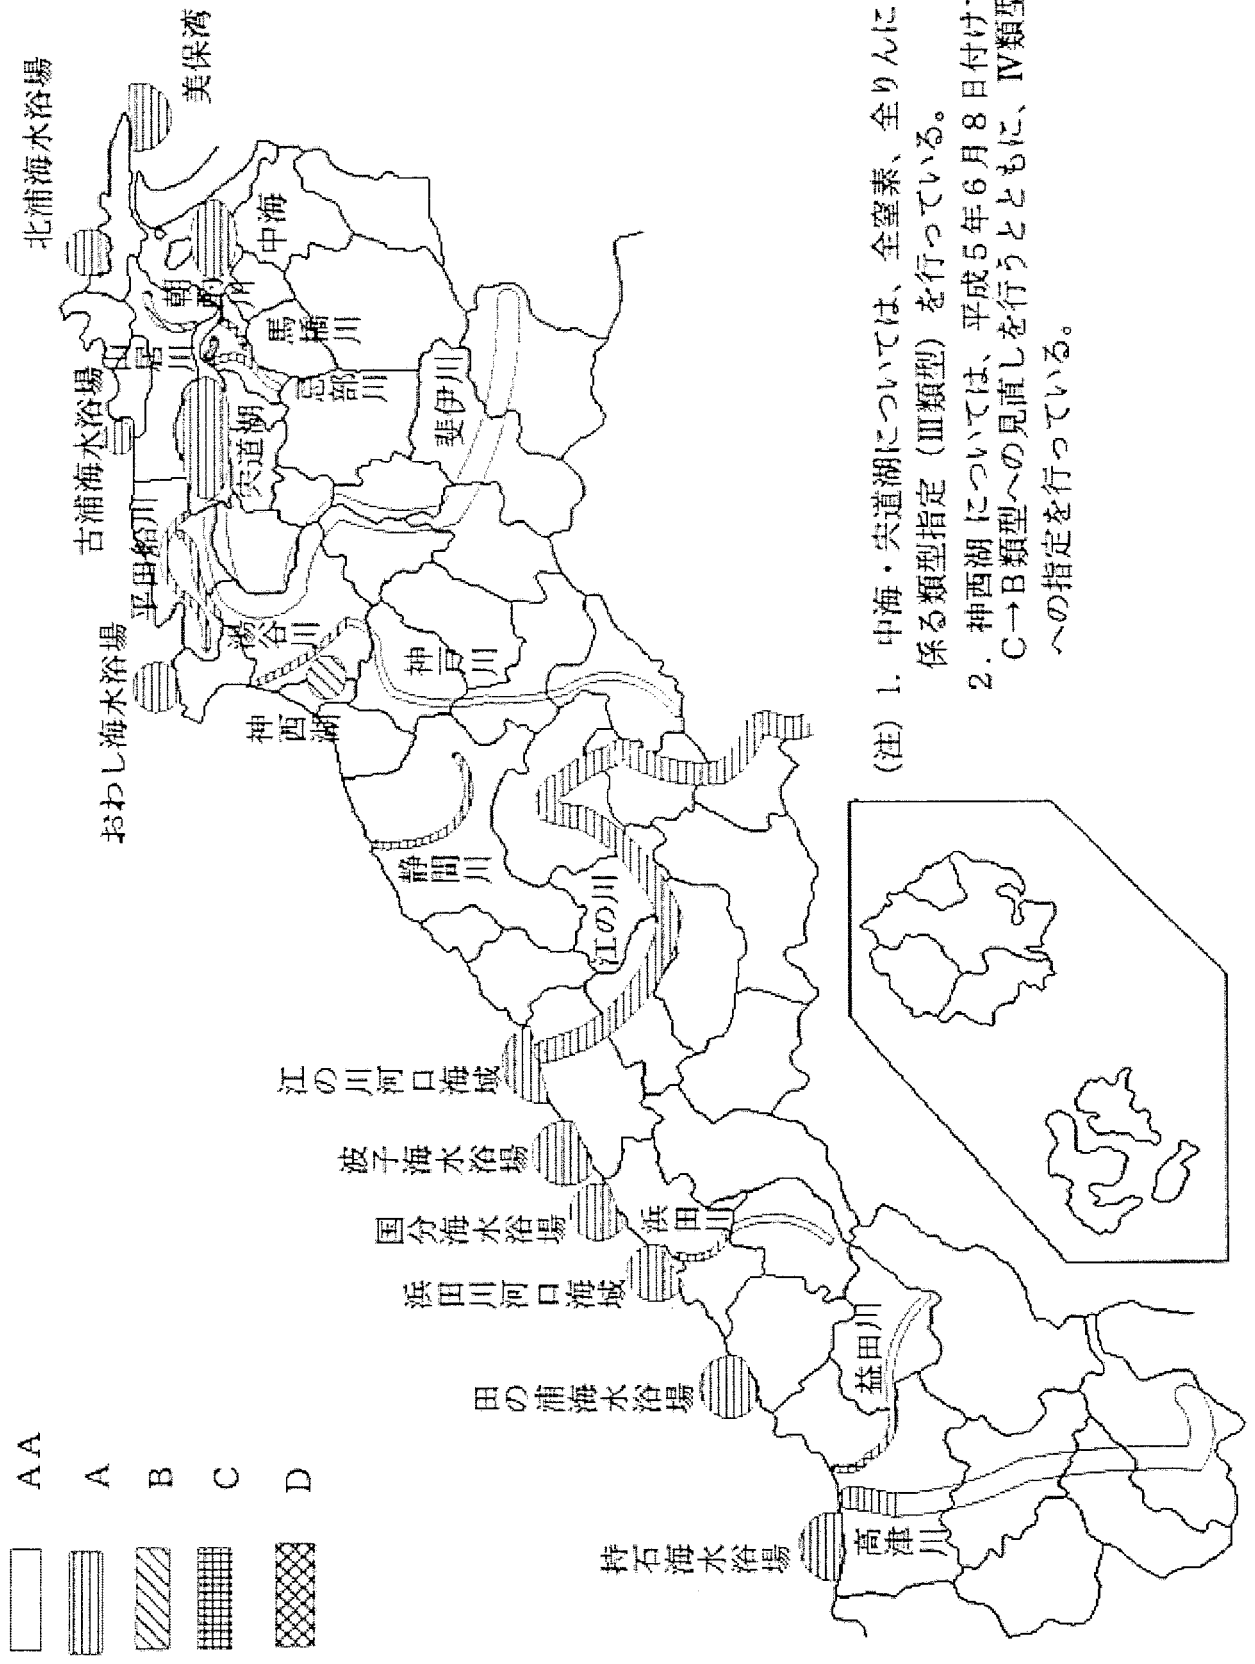 AA
A
B
C
D
持石海水浴場
高津川
田の浦海水浴場
益田川
浜田川河口海域
国分海水浴場
浜田川
波子海水浴場
江の川河口海域
江の川
静間川
おわし海水浴場
神西湖
湯谷川
神戸川
平田船川
古浦海水浴場
宍道湖
斐伊川
忌部川
馬橋川
朝酌川
中海
北浦海水浴場
美保湾
(注) 1. 中海・宍道湖については、全窒素、全りんに
係る類型指定 (Ⅲ類型) を行っている。
2. 神西湖については、平成5年6月8日付け
C→B類型への見直しを行うとともに、Ⅳ類型
への指定を行っている。